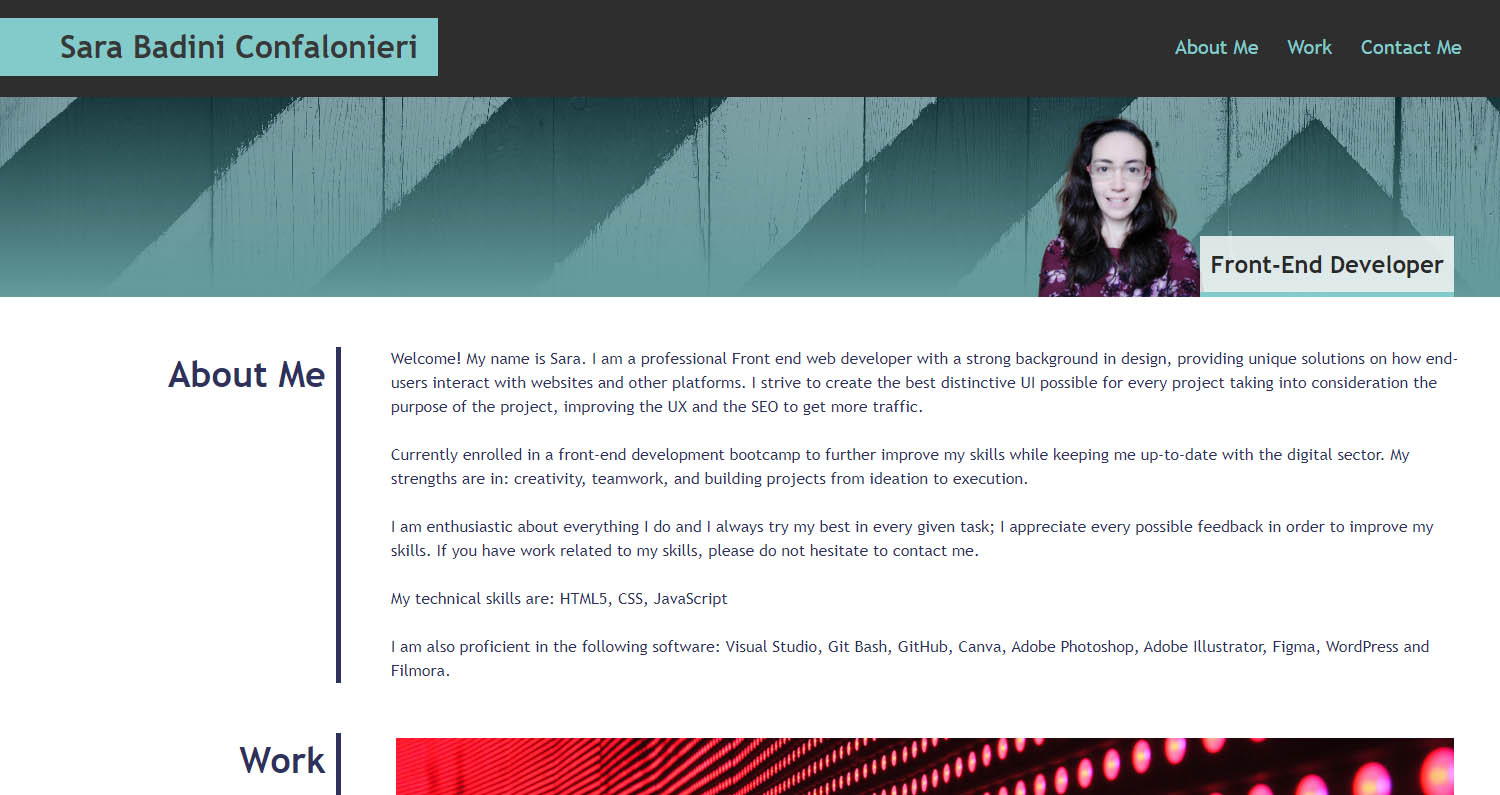 Sara Badini Confalonieri
About Me
Work
Contact Me
Front-End Developer
About Me
Welcome! My name is Sara. I am a professional Front end web developer with a strong background in design, providing unique solutions on how end-
users interact with websites and other platforms. I strive to create the best distinctive UI possible for every project taking into consideration the
purpose of the project, improving the UX and the SEO to get more traffic.
Currently enrolled in a front-end development bootcamp to further improve my skills while keeping me up-to-date with the digital sector. My
strengths are in: creativity, teamwork, and building projects from ideation to execution.
I am enthusiastic about everything I do and I always try my best in every given task; I appreciate every possible feedback in order to improve my
skills. If you have work related to my skills, please do not hesitate to contact me.
My technical skills are: HTML5, CSS, JavaScript
I am also proficient in the following software: Visual Studio, Git Bash, GitHub, Canva, Adobe Photoshop, Adobe Illustrator, Figma, WordPress and
Filmora.
Work